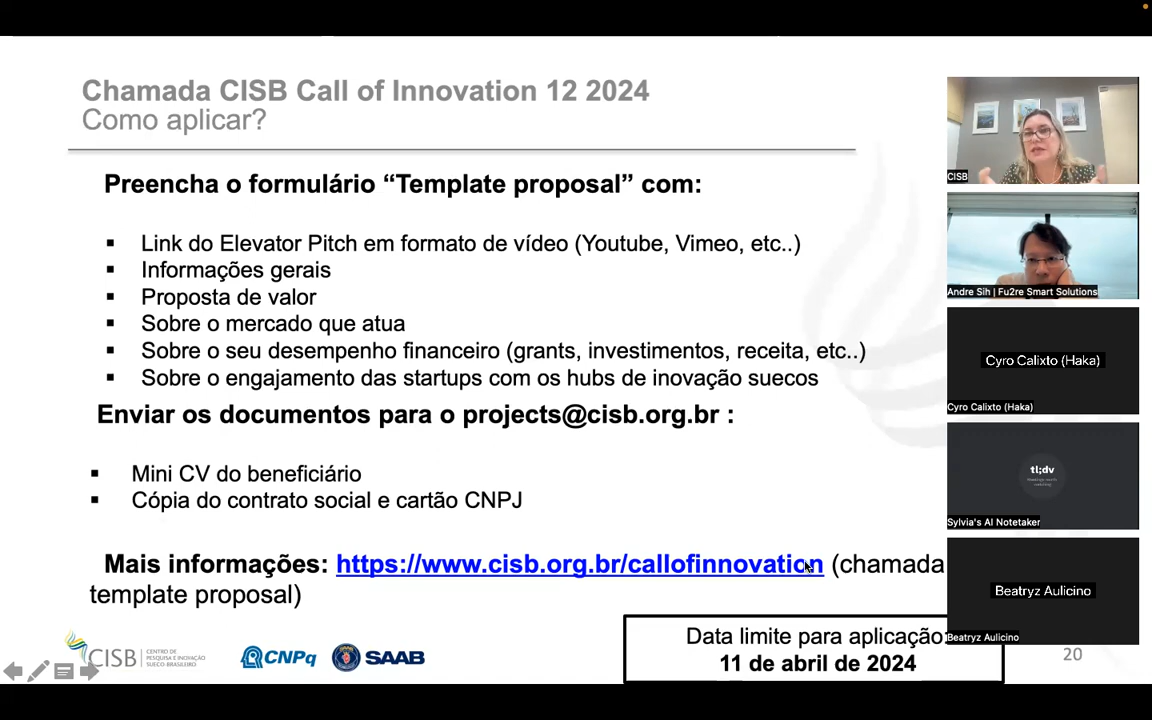 Chamada CISB Call of Innovation 12 2024
Como aplicar?
Preencha o formulário “Template proposal” com:
Link do Elevator Pitch em formato de vídeo (Youtube, Vimeo, etc..)
Informações gerais
Proposta de valor
Sobre o mercado que atua
Sobre o seu desempenho financeiro (grants, investimentos, receita, etc..)
Sobre o engajamento das startups com os hubs de inovação suecos
Enviar os documentos para o projects@cisb.org.br :
Mini CV do beneficiário
Cópia do contrato social e cartão CNPJ
Mais informações: https://www.cisb.org.br/callofinnovation (chamada
template proposal)
Data limite para aplicação
11 de abril de 2024
CISB
CENTRO DE
PESQUISA E INOVAÇÃO
SUECO-BRASILEIRO
CNPq
SAAB
20
CISB
Andre Sih | Fu2re Smart Solutions
Cyro Calixto (Haka)
Cyro Calixto (Haka)
tl;dv
Sylvia's AI Notetaker
Beatryz Aulicino
Beatryz Aulicino